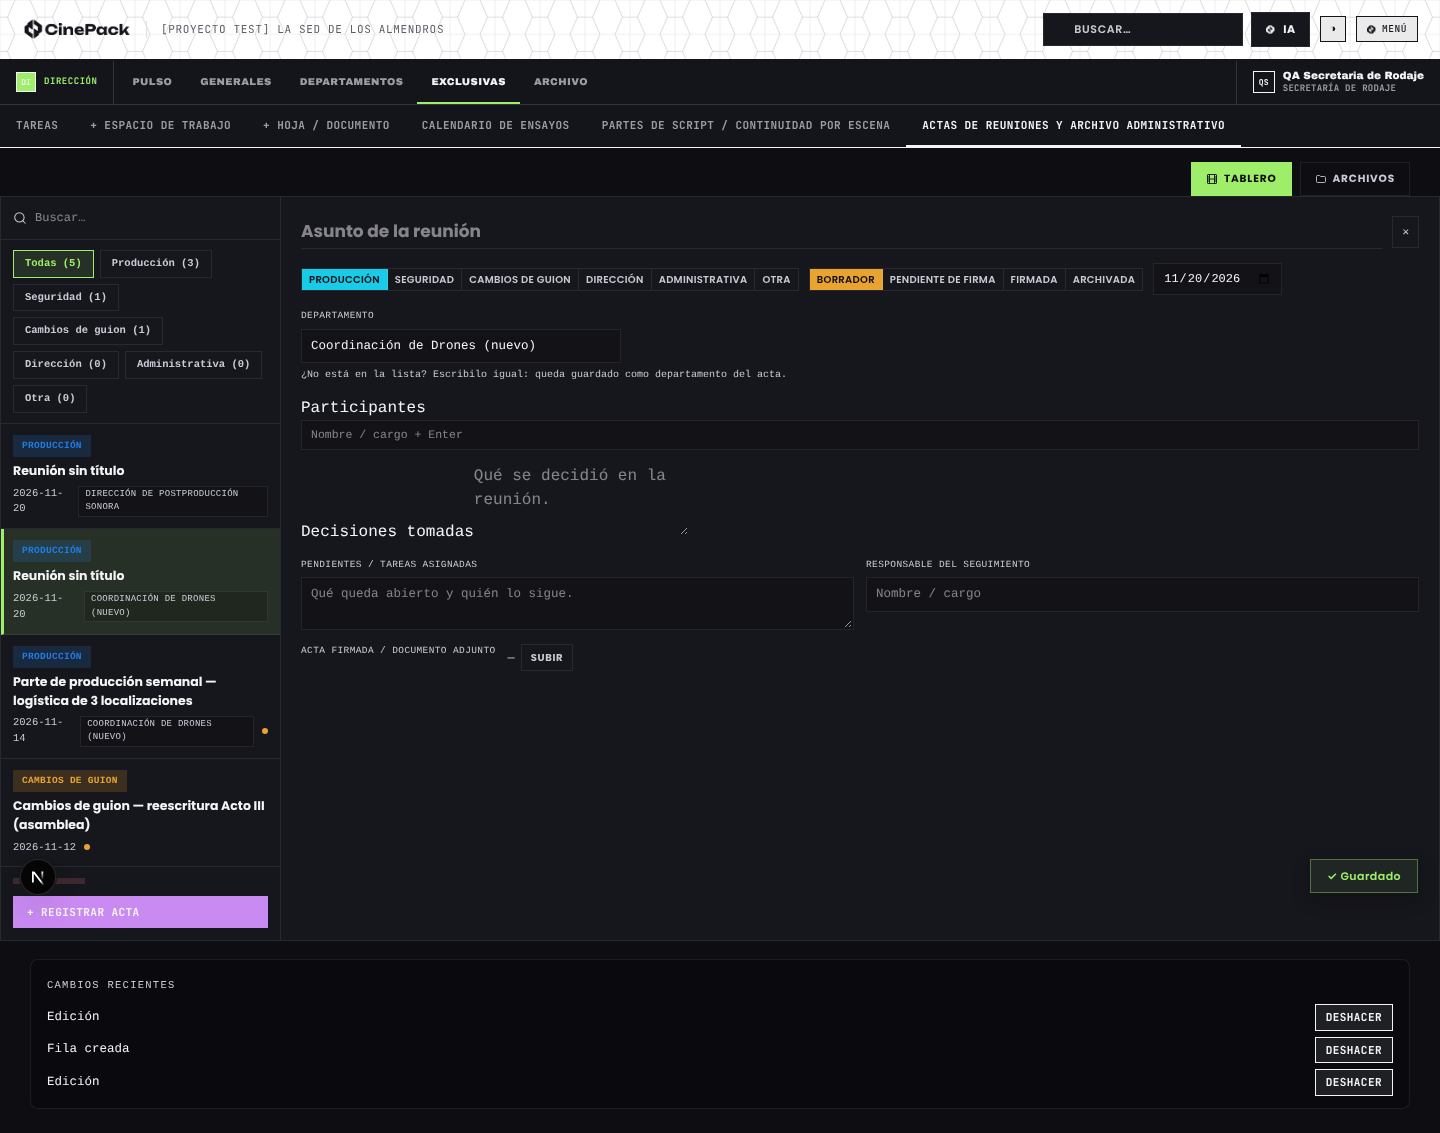 CinePack
[PROYECTO TEST] LA SED DE LOS ALMENDROS
BUSCAR…
IA
MENÚ
DI
DIRECCIÓN
PULSO
GENERALES
DEPARTAMENTOS
EXCLUSIVAS
ARCHIVO
QS
QA Secretaria de Rodaje
SECRETARÍA DE RODAJE
TAREAS
+ ESPACIO DE TRABAJO
+ HOJA / DOCUMENTO
CALENDARIO DE ENSAYOS
PARTES DE SCRIPT / CONTINUIDAD POR ESCENA
ACTAS DE REUNIONES Y ARCHIVO ADMINISTRATIVO
TABLERO
ARCHIVOS
Buscar…
Todas (5)
Producción (3)
Seguridad (1)
Cambios de guion (1)
Dirección (0)
Administrativa (0)
Otra (0)
PRODUCCIÓN
Reunión sin título
2026-11-
20
DIRECCIÓN DE POSTPRODUCCIÓN
SONORA
PRODUCCIÓN
Reunión sin título
2026-11-
20
COORDINACIÓN DE DRONES
(NUEVO)
PRODUCCIÓN
Parte de producción semanal —
logística de 3 localizaciones
2026-11-
14
COORDINACIÓN DE DRONES
(NUEVO)
CAMBIOS DE GUION
Cambios de guion — reescritura Acto III
(asamblea)
2026-11-12
N
+ REGISTRAR ACTA
Asunto de la reunión
×
PRODUCCIÓN
SEGURIDAD
CAMBIOS DE GUION
DIRECCIÓN
ADMINISTRATIVA
OTRA
BORRADOR
PENDIENTE DE FIRMA
FIRMADA
ARCHIVADA
11/20/2026
DEPARTAMENTO
Coordinación de Drones (nuevo)
¿No está en la lista? Escribilo igual: queda guardado como departamento del acta.
Participantes
Nombre / cargo + Enter
Qué se decidió en la
reunión.
Decisiones tomadas
PENDIENTES / TAREAS ASIGNADAS
Qué queda abierto y quién lo sigue.
RESPONSABLE DEL SEGUIMIENTO
Nombre / cargo
ACTA FIRMADA / DOCUMENTO ADJUNTO
—
SUBIR
✓ Guardado
CAMBIOS RECIENTES
Edición
DESHACER
Fila creada
DESHACER
Edición
DESHACER